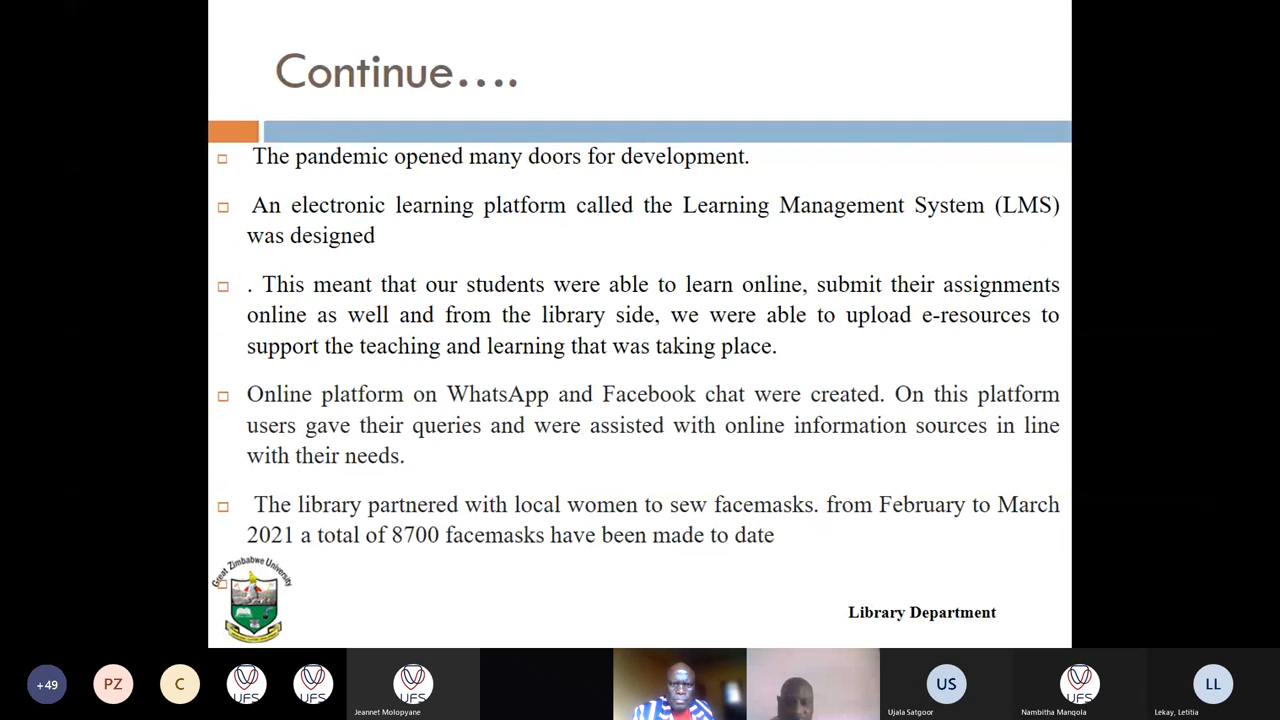 Continue....
The pandemic opened many doors for development.
An electronic learning platform called the Learning Management System (LMS)
was designed
. This meant that our students were able to learn online, submit their assignments
online as well and from the library side, we were able to upload e-resources to
support the teaching and learning that was taking place.
Online platform on WhatsApp and Facebook chat were created. On this platform
users gave their queries and were assisted with online information sources in line
with their needs.
The library partnered with local women to sew facemasks. from February to March
2021 a total of 8700 facemasks have been made to date
Great Zimbabwe University
Library Department
+49
PZ
C
UFS
UFS
UFS
Jeannet Molopyane
US
Ujala Satgoor
UFS
Nambitha Manqola
LL
Lekay, Letitia